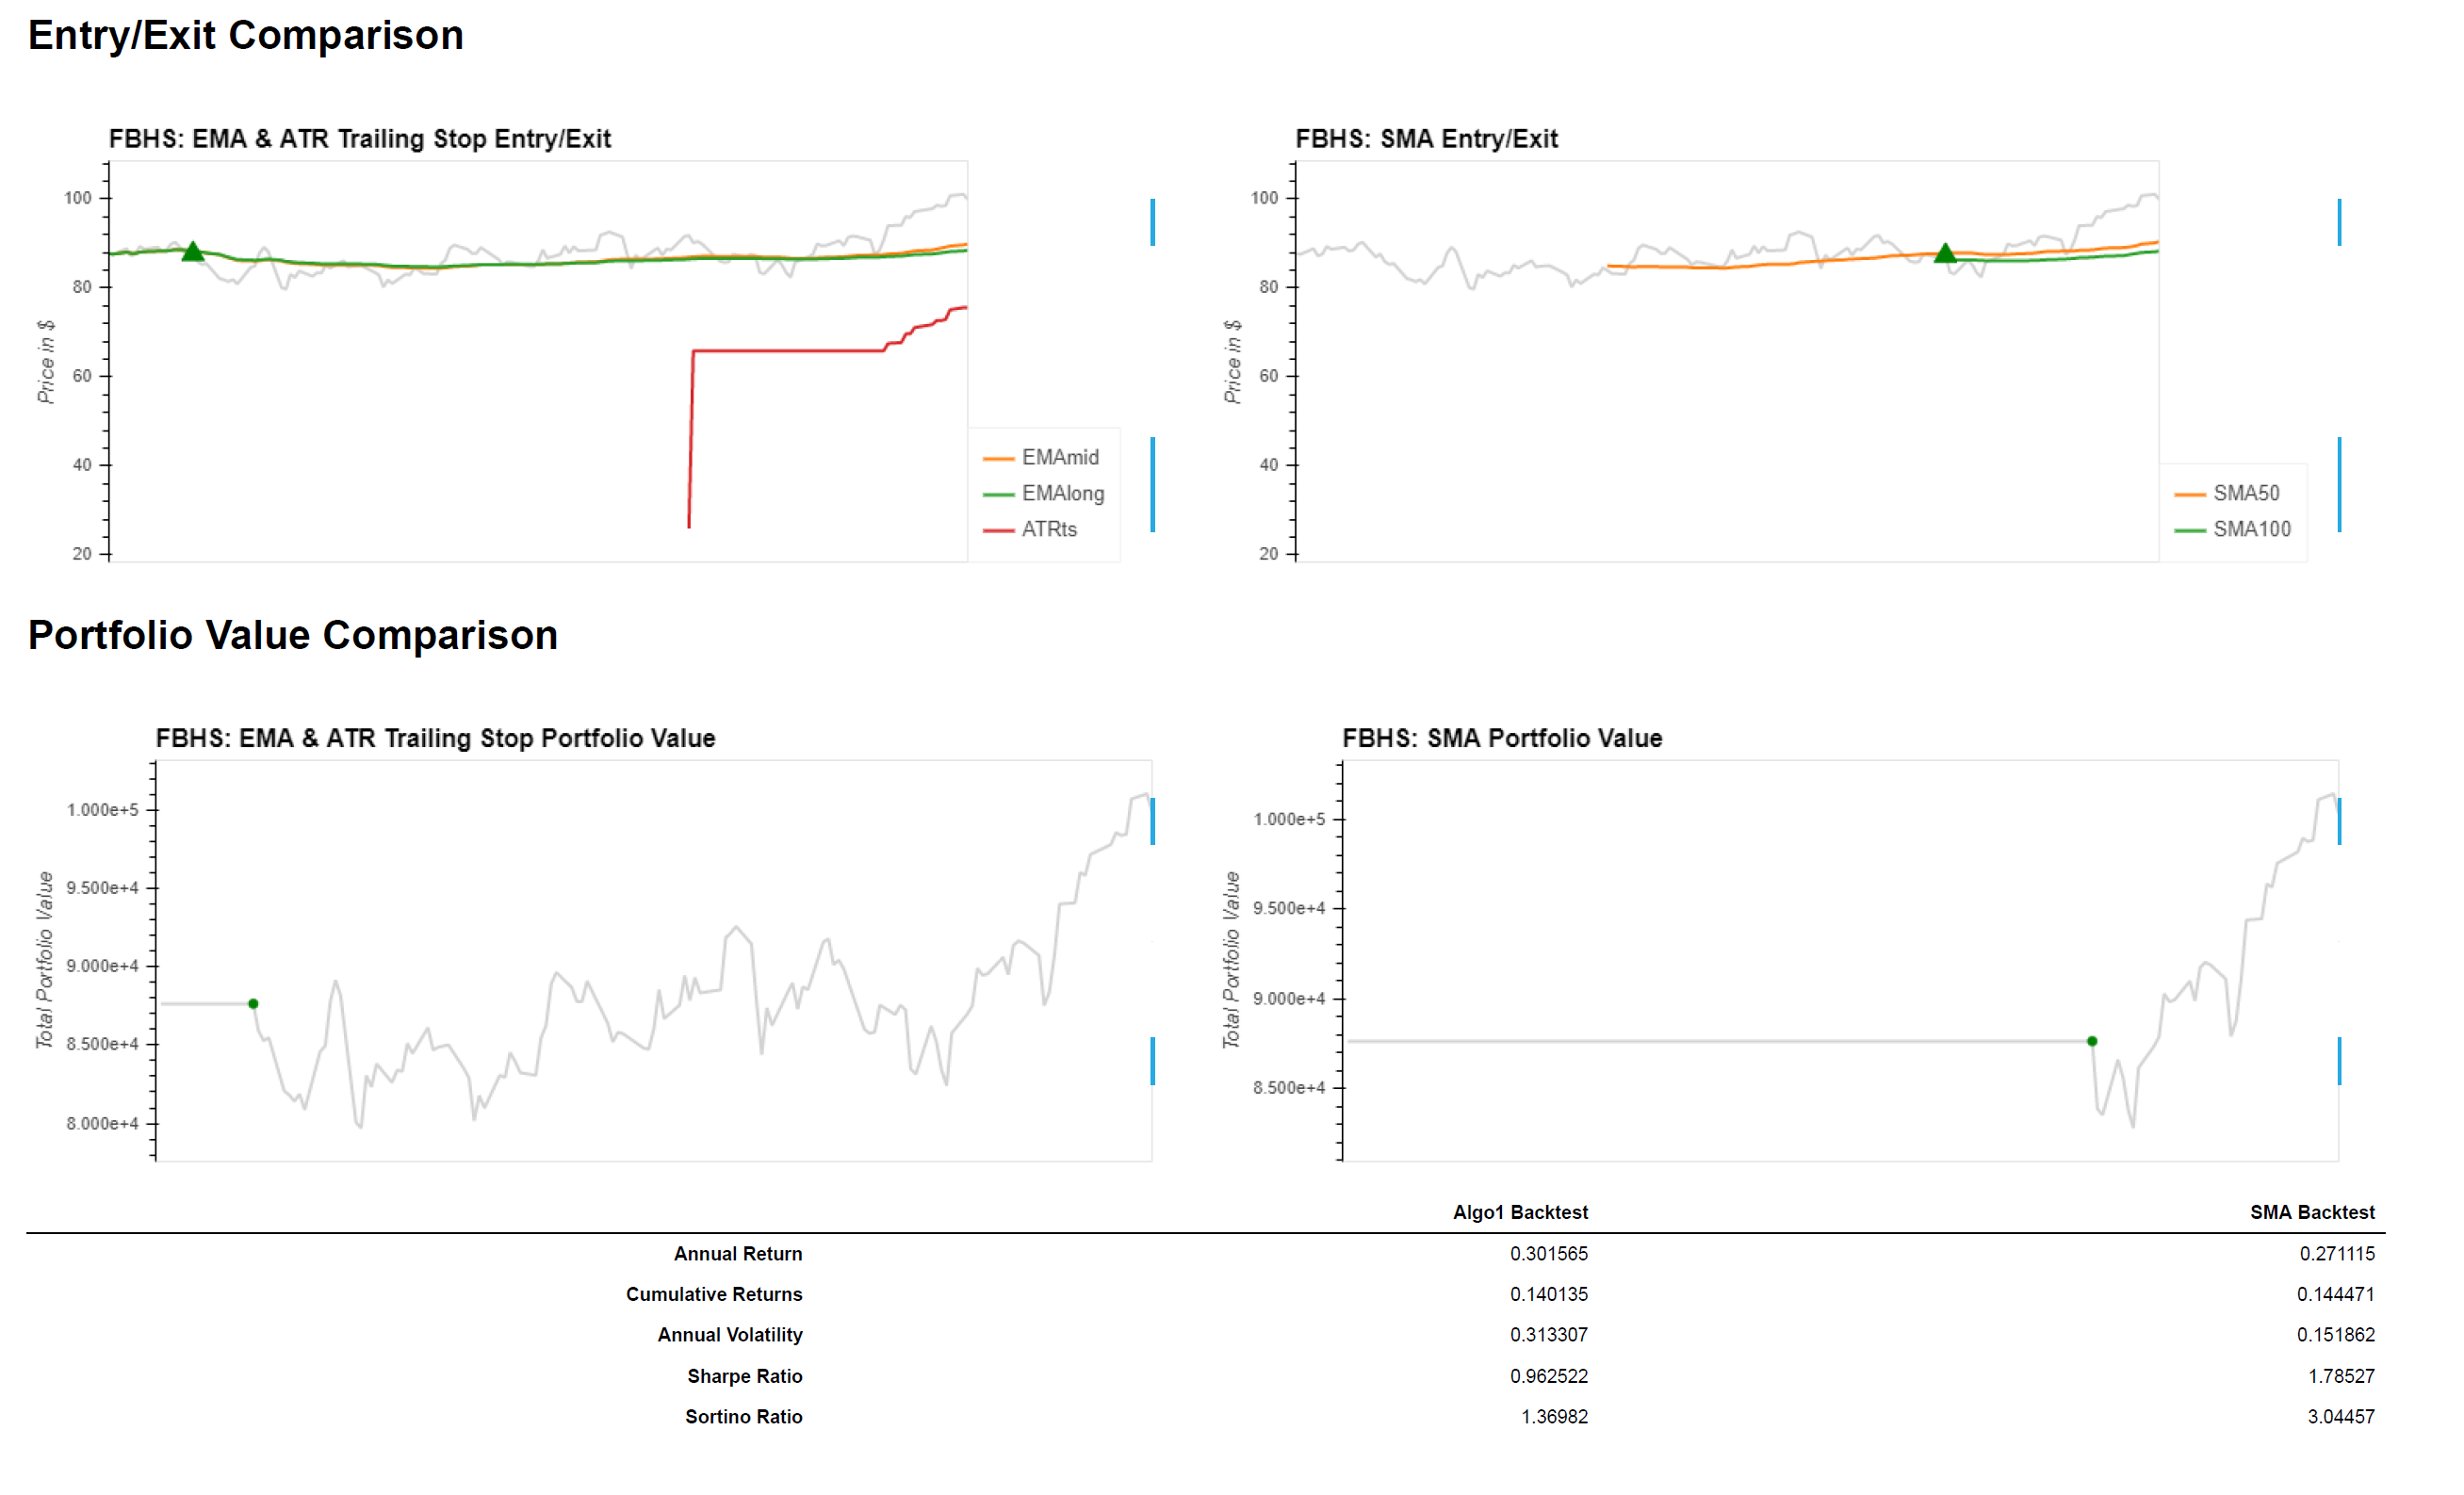 Entry/Exit Comparison
FBHS: EMA & ATR Trailing Stop Entry/Exit
100
80
60
40
20
Price in $
EMAmid
EMAlong
ATRts
FBHS: SMA Entry/Exit
100
80
60
40
20
Price in $
SMA50
SMA100
Portfolio Value Comparison
FBHS: EMA & ATR Trailing Stop Portfolio Value
1.000e+5
9.500e+4
9.000e+4
8.500e+4
8.000e+4
Total Portfolio Value
FBHS: SMA Portfolio Value
1.000e+5
9.500e+4
9.000e+4
8.500e+4
Total Portfolio Value
Algo1 Backtest SMA Backtest
Annual Return 0.301565 0.271115
Cumulative Returns 0.140135 0.144471
Annual Volatility 0.313307 0.151862
Sharpe Ratio 0.962522 1.78527
Sortino Ratio 1.36982 3.04457